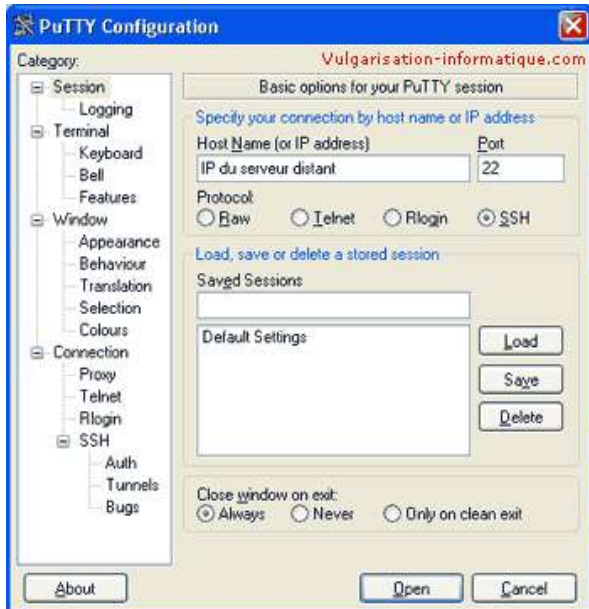 PuTTY Configuration
Vulgarisation-informatique.com
Category:
Session
Logging
Terminal
Keyboard
Bell
Features
Window
Appearance
Behaviour
Translation
Selection
Colours
Connection
Proxy
Telnet
Rlogin
SSH
Auth
Tunnels
Bugs
Basic options for your PuTTY session
Specify your connection by host name or IP address
Host Name (or IP address) Port
IP du serveur distant 22
Protocol:
Raw Telnet Rlogin SSH
Load, save or delete a stored session
Saved Sessions
Default Settings
Load
Save
Delete
Close window on exit:
Always Never Only on clean exit
About Open Cancel